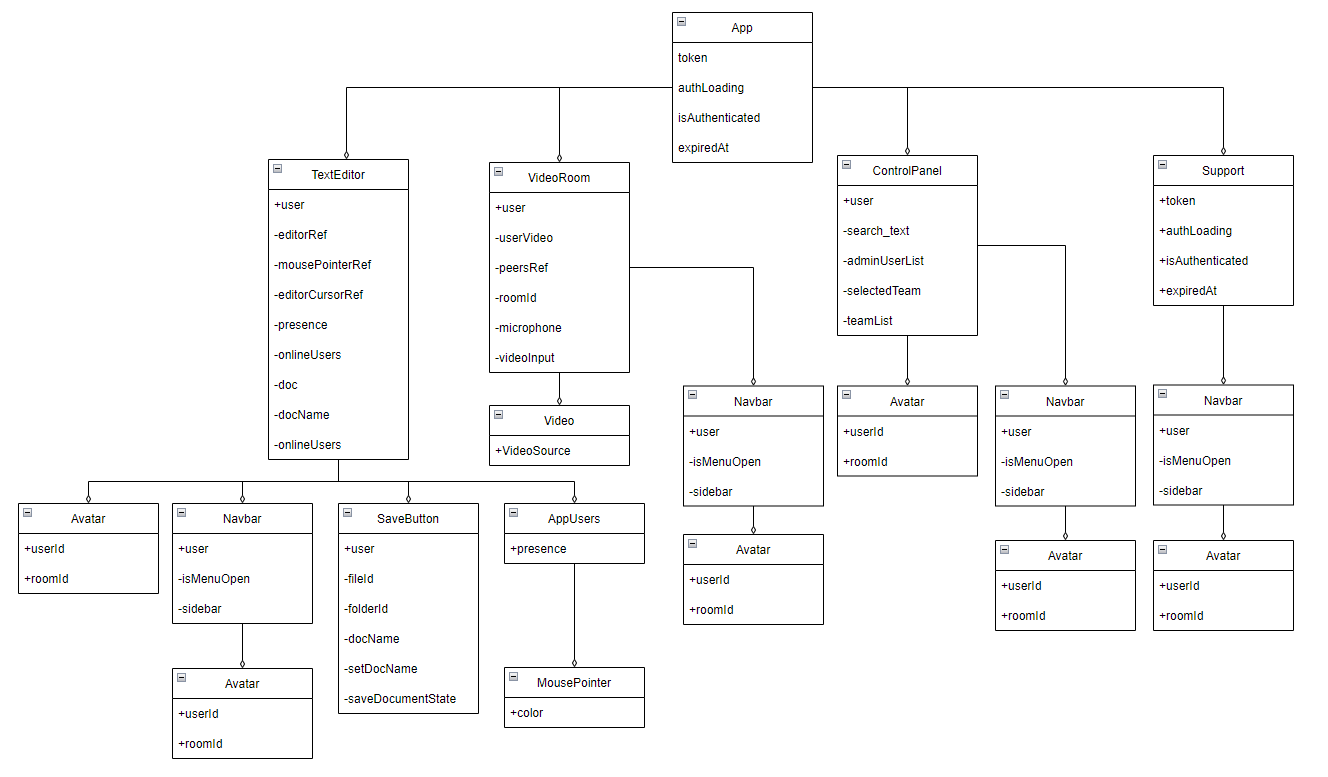 App
token
authLoading
isAuthenticated
expiredAt
TextEditor
+user
-editorRef
-mousePointerRef
-editorCursorRef
-presence
-onlineUsers
-doc
-docName
-onlineUsers
VideoRoom
+user
-userVideo
-peersRef
-roomId
-microphone
-videoInput
ControlPanel
+user
-search_text
-adminUserList
-selectedTeam
-teamList
Support
+token
+authLoading
+isAuthenticated
+expiredAt
Video
+VideoSource
Navbar
+user
-isMenuOpen
-sidebar
Avatar
+userId
+roomId
Navbar
+user
-isMenuOpen
-sidebar
Navbar
+user
-isMenuOpen
-sidebar
Avatar
+userId
+roomId
Navbar
+user
-isMenuOpen
-sidebar
SaveButton
+user
-fileId
-folderId
-docName
-setDocName
-saveDocumentState
AppUsers
+presence
Avatar
+userId
+roomId
Avatar
+userId
+roomId
Avatar
+userId
+roomId
Avatar
+userId
+roomId
MousePointer
+color